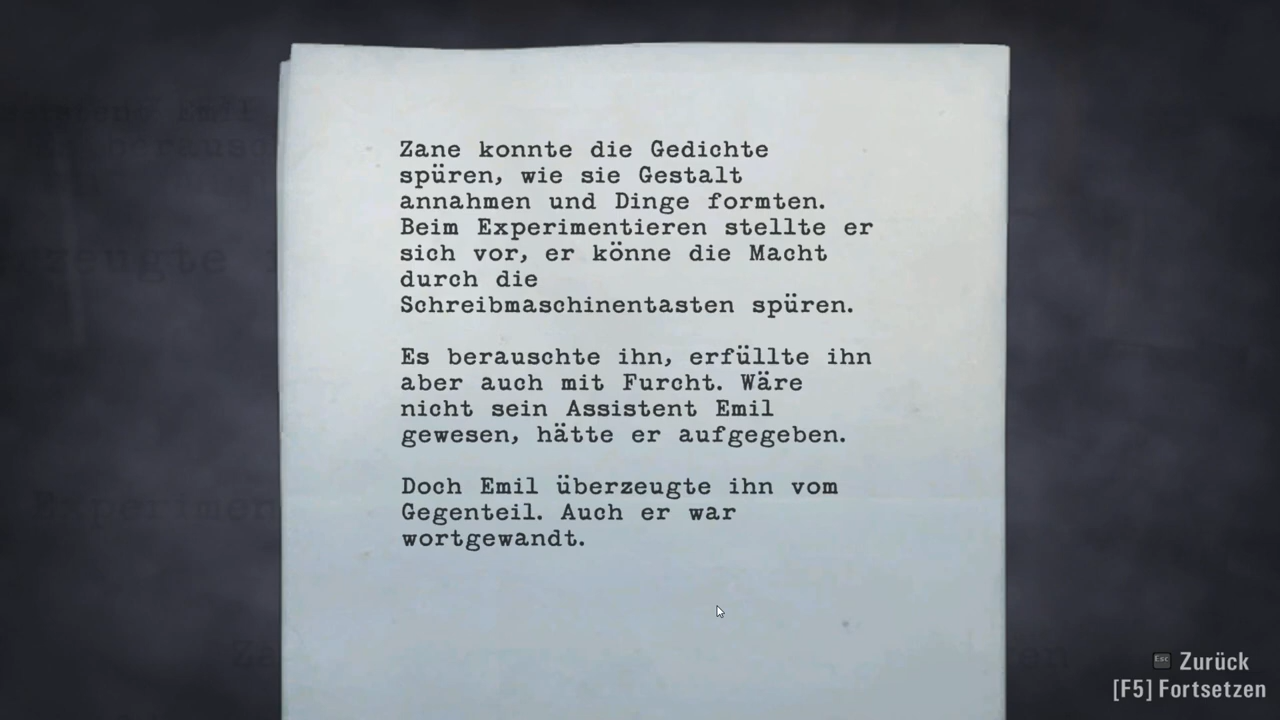 Zane konnte die Gedichte
spüren, wie sie Gestalt
annahmen und Dinge formten.
Beim Experimentieren stellte er
sich vor, er könne die Macht
durch die
Schreibmaschinentasten spüren.
Es berauschte ihn, erfüllte ihn
aber auch mit Furcht. Wäre
nicht sein Assistent Emil
gewesen, hätte er aufgegeben.
Doch Emil überzeugte ihn vom
Gegenteil. Auch er war
wortgewandt.
Esc Zurück
[F5] Fortsetzen